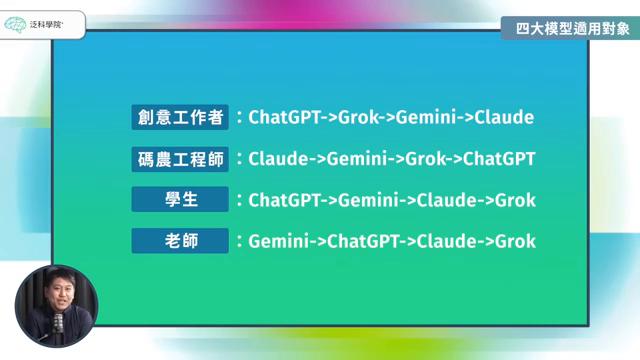 泛科學院
四大模型適用對象
創意工作者：ChatGPT->Grok->Gemini->Claude
碼農工程師：Claude->Gemini->Grok->ChatGPT
學生：ChatGPT->Gemini->Claude->Grok
老師：Gemini->ChatGPT->Claude->Grok